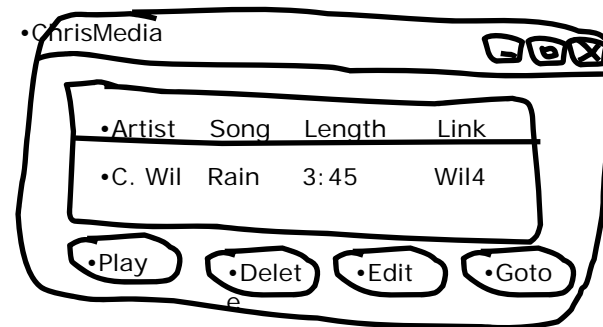 •ChrisMedia
•Artist Song Length Link
•C. Wil Rain 3:45 Wil4
•Play •Delet •Edit •Goto
e